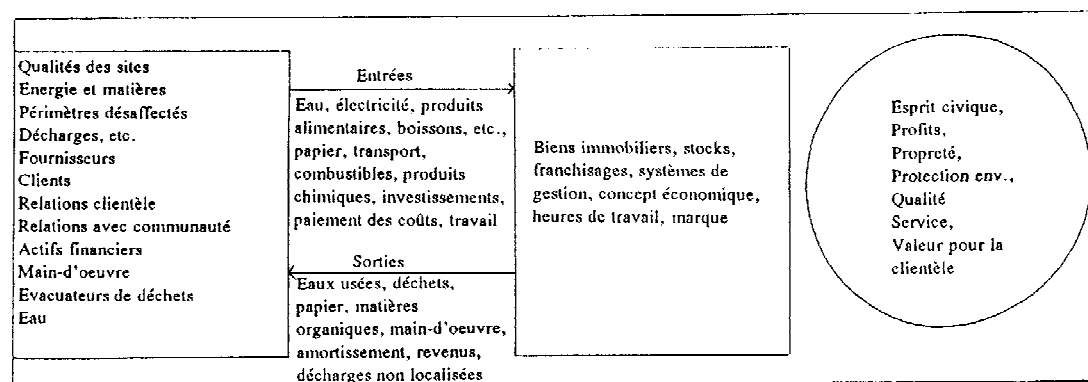 Qualités des sites
Energie et matières
Périmètres désaffectés
Décharges, etc.
Fournisseurs
Clients
Relations clientèle
Relations avec communauté
Actifs financiers
Main-d'oeuvre
Evacuateurs de déchets
Eau
Entrées
Eau, électricité, produits
alimentaires, boissons, etc.,
papier, transport,
combustibles, produits
chimiques, investissements,
paiement des coûts, travail
Sorties
Eaux usées, déchets,
papier, matières
organiques, main-d'oeuvre,
amortissement, revenus,
décharges non localisées
Biens immobiliers, stocks,
franchisages, systèmes de
gestion, concept économique,
heures de travail, marque
Esprit civique,
Profits,
Propreté,
Protection env.,
Qualité
Service,
Valeur pour la
clientèle